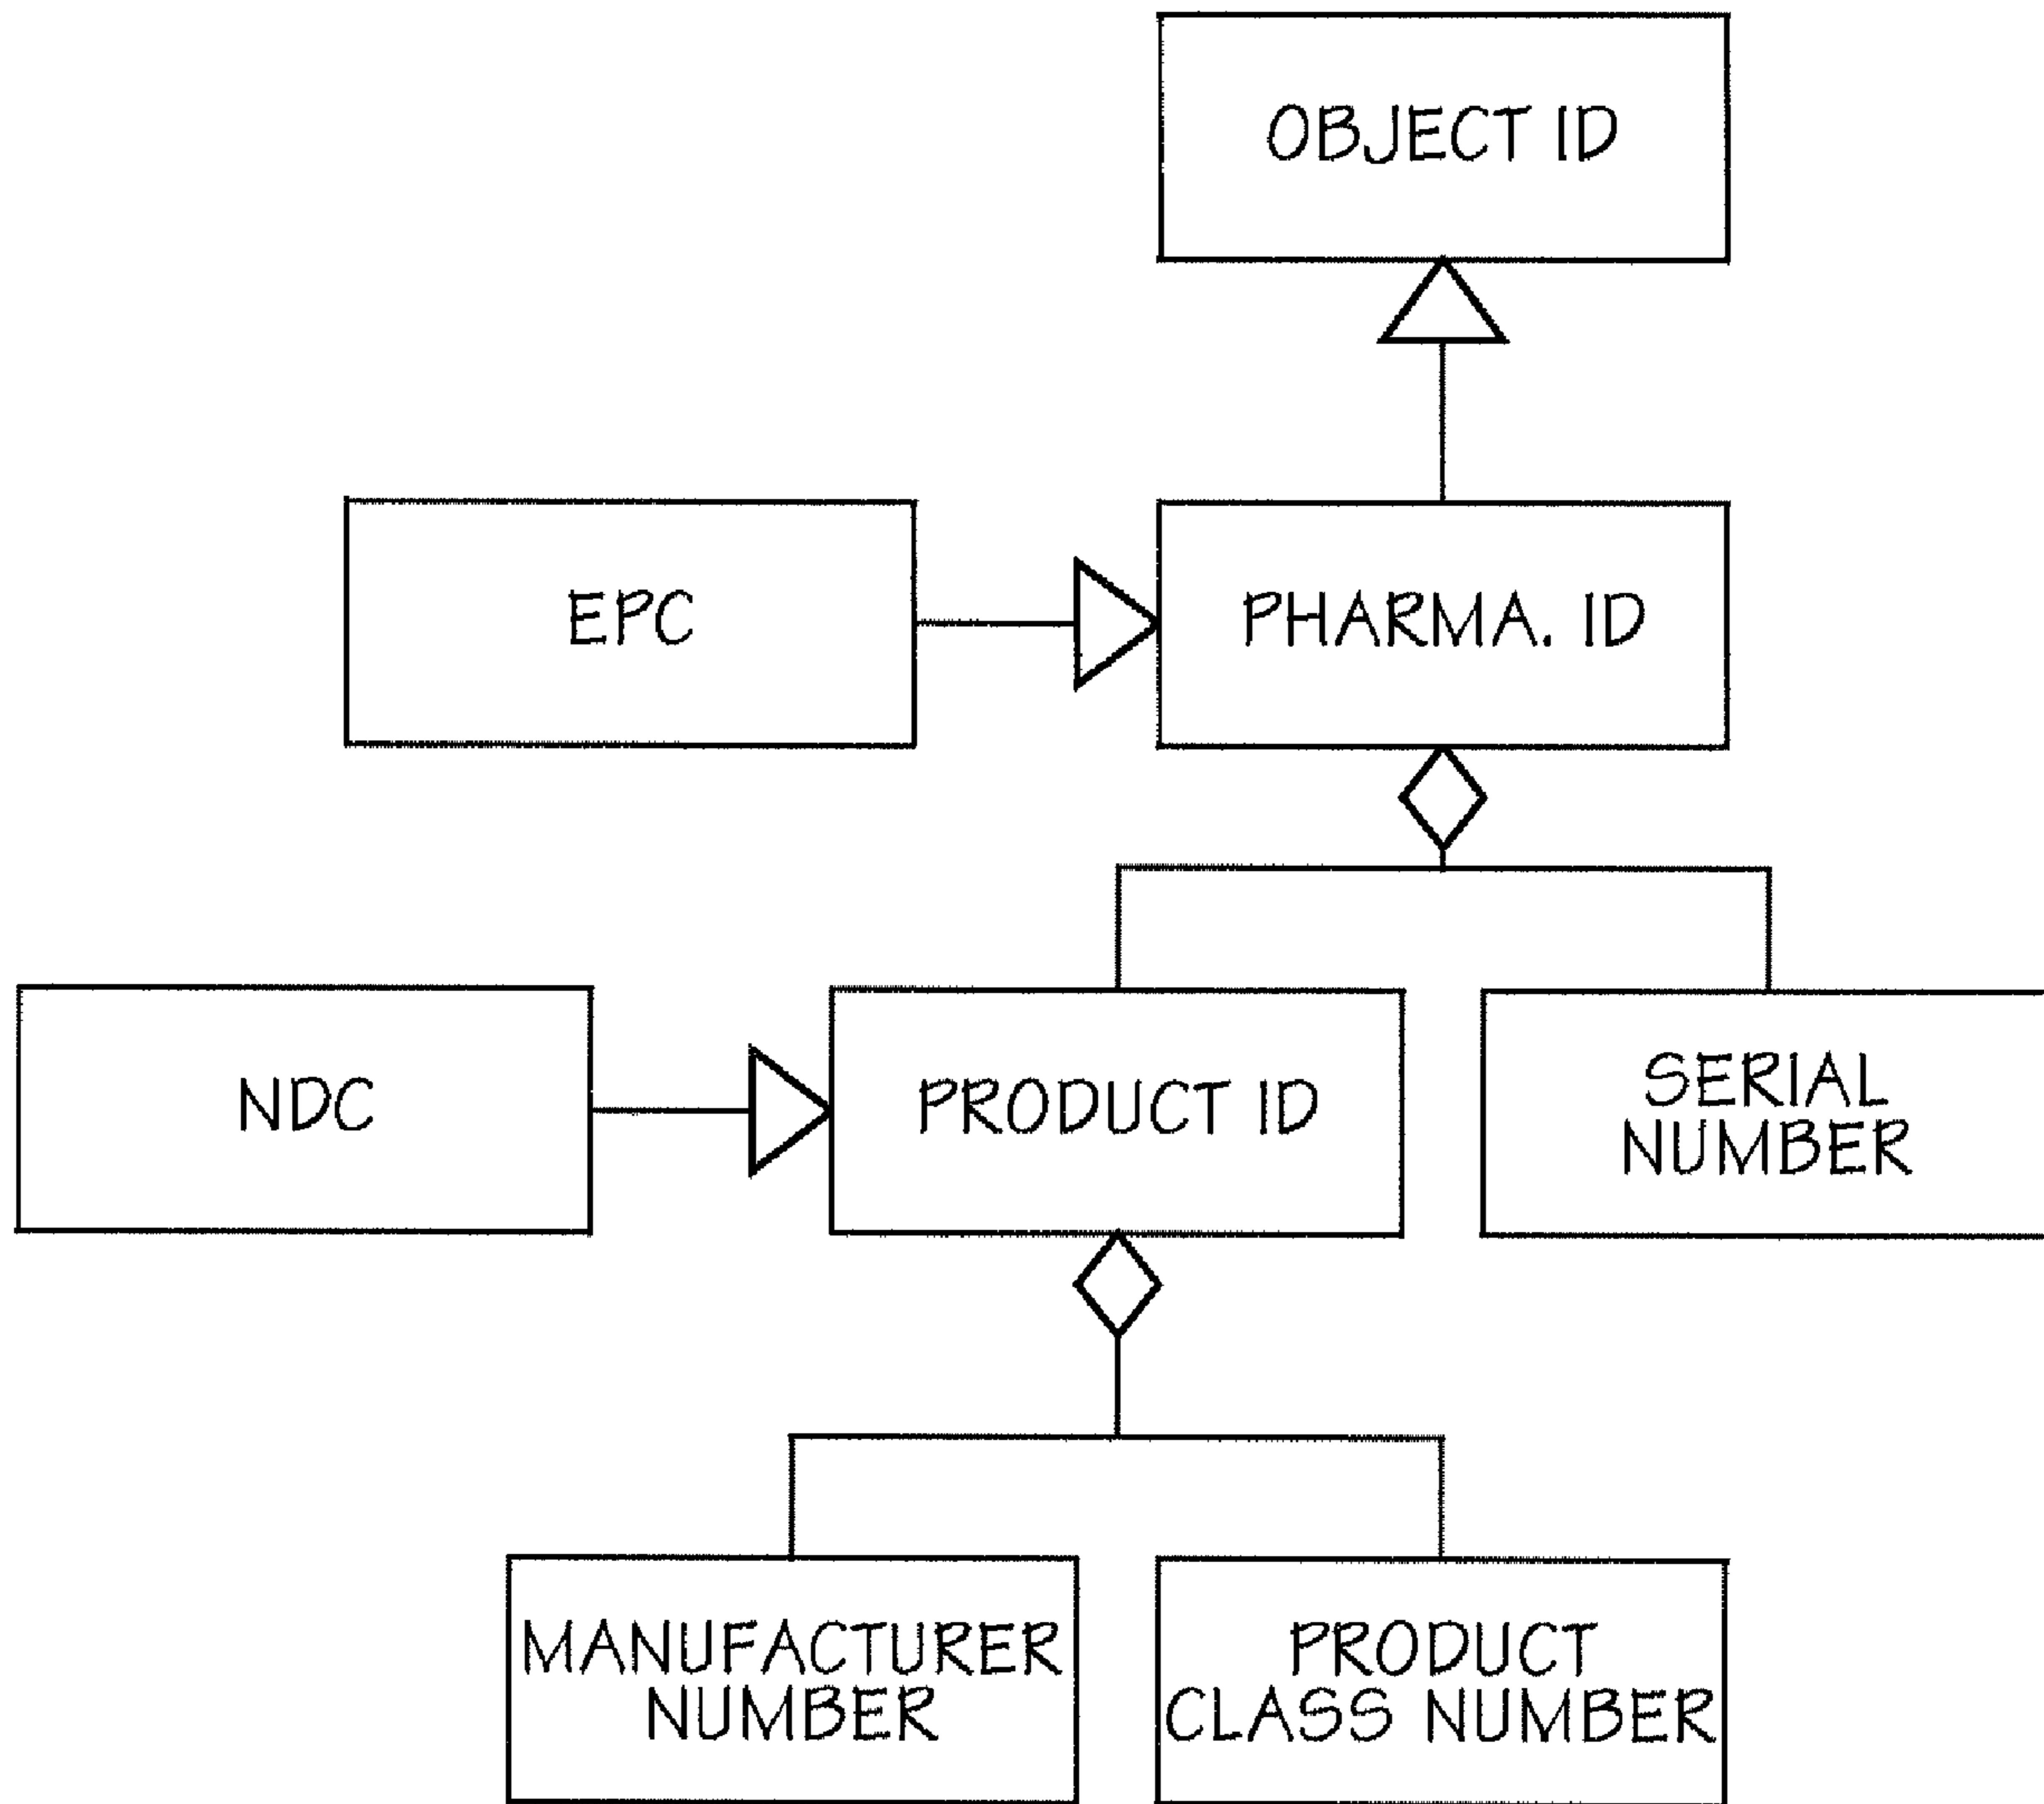 OBJECT ID
EPC
PHARMA. ID
NDC
PRODUCT ID
SERIAL
NUMBER
MANUFACTURER
NUMBER
PRODUCT
CLASS NUMBER